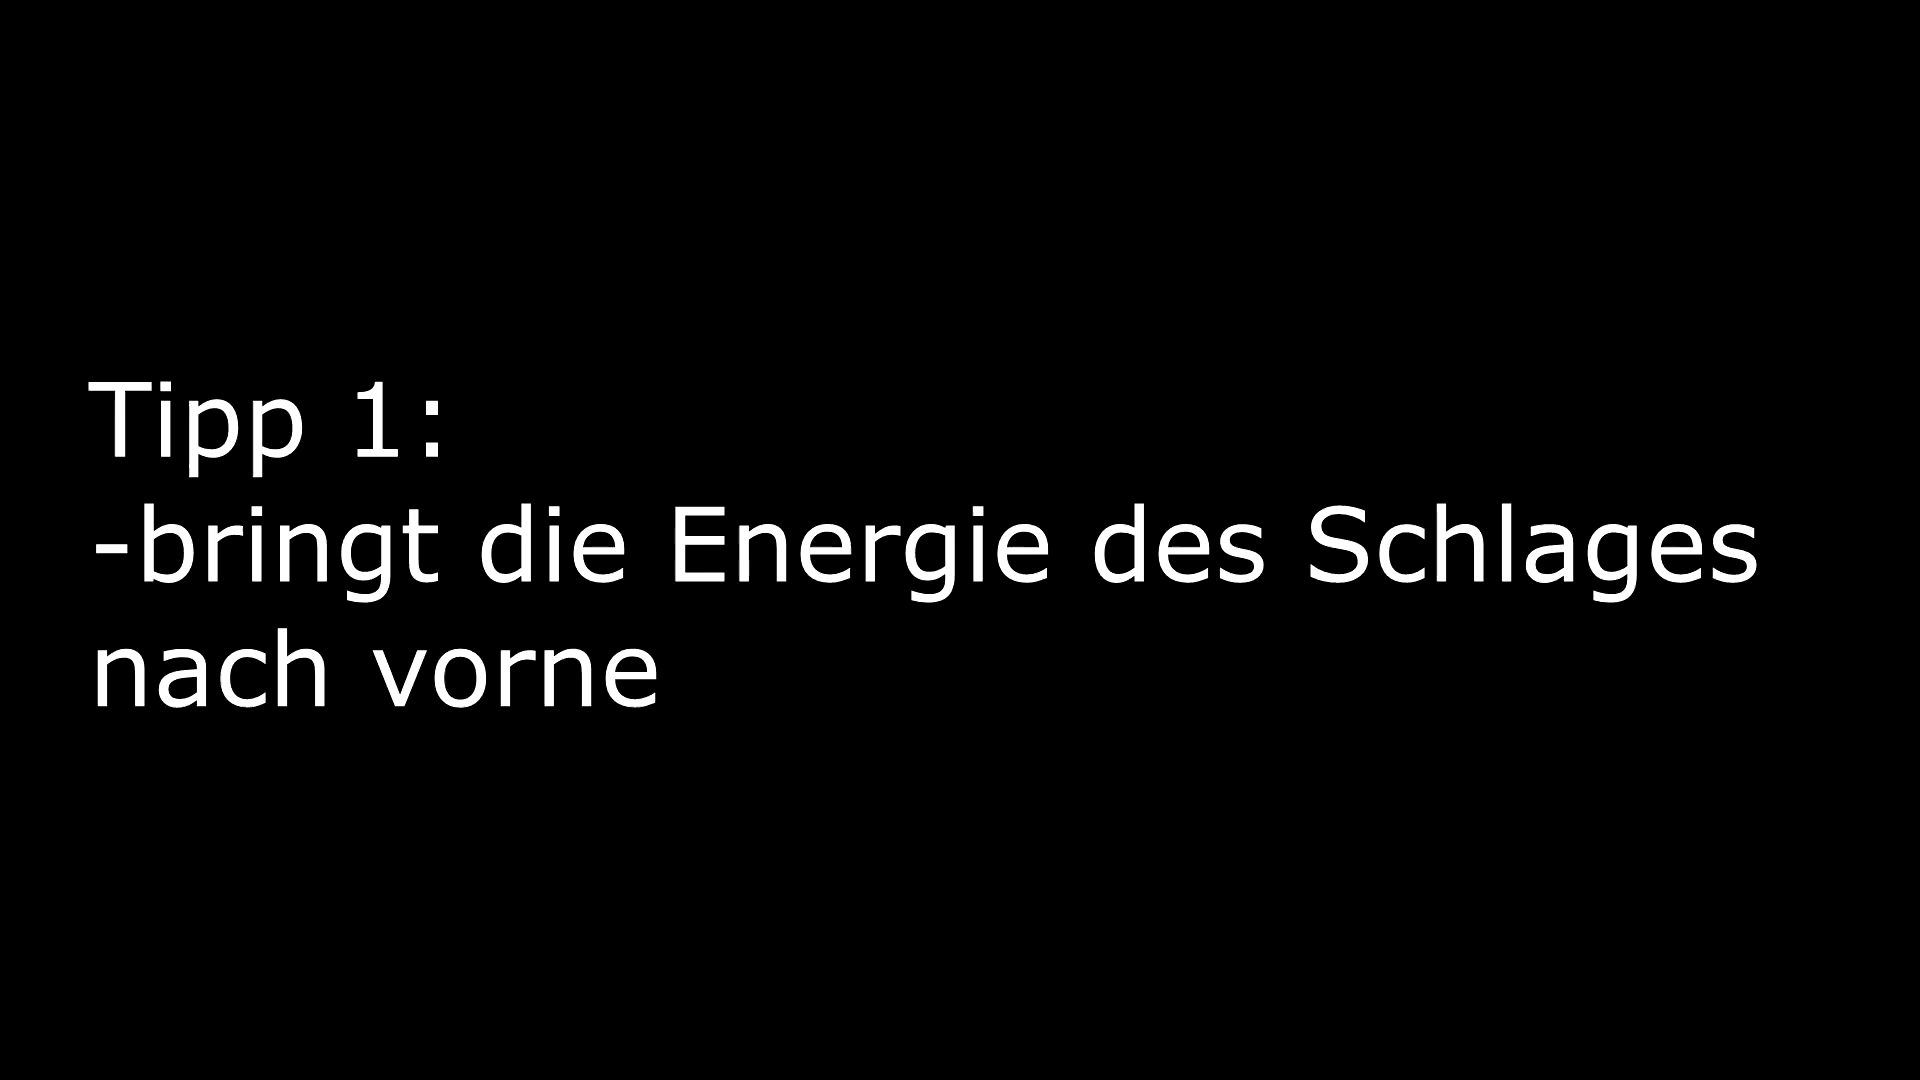 Tipp 1:
-bringt die Energie des Schlages
nach vorne